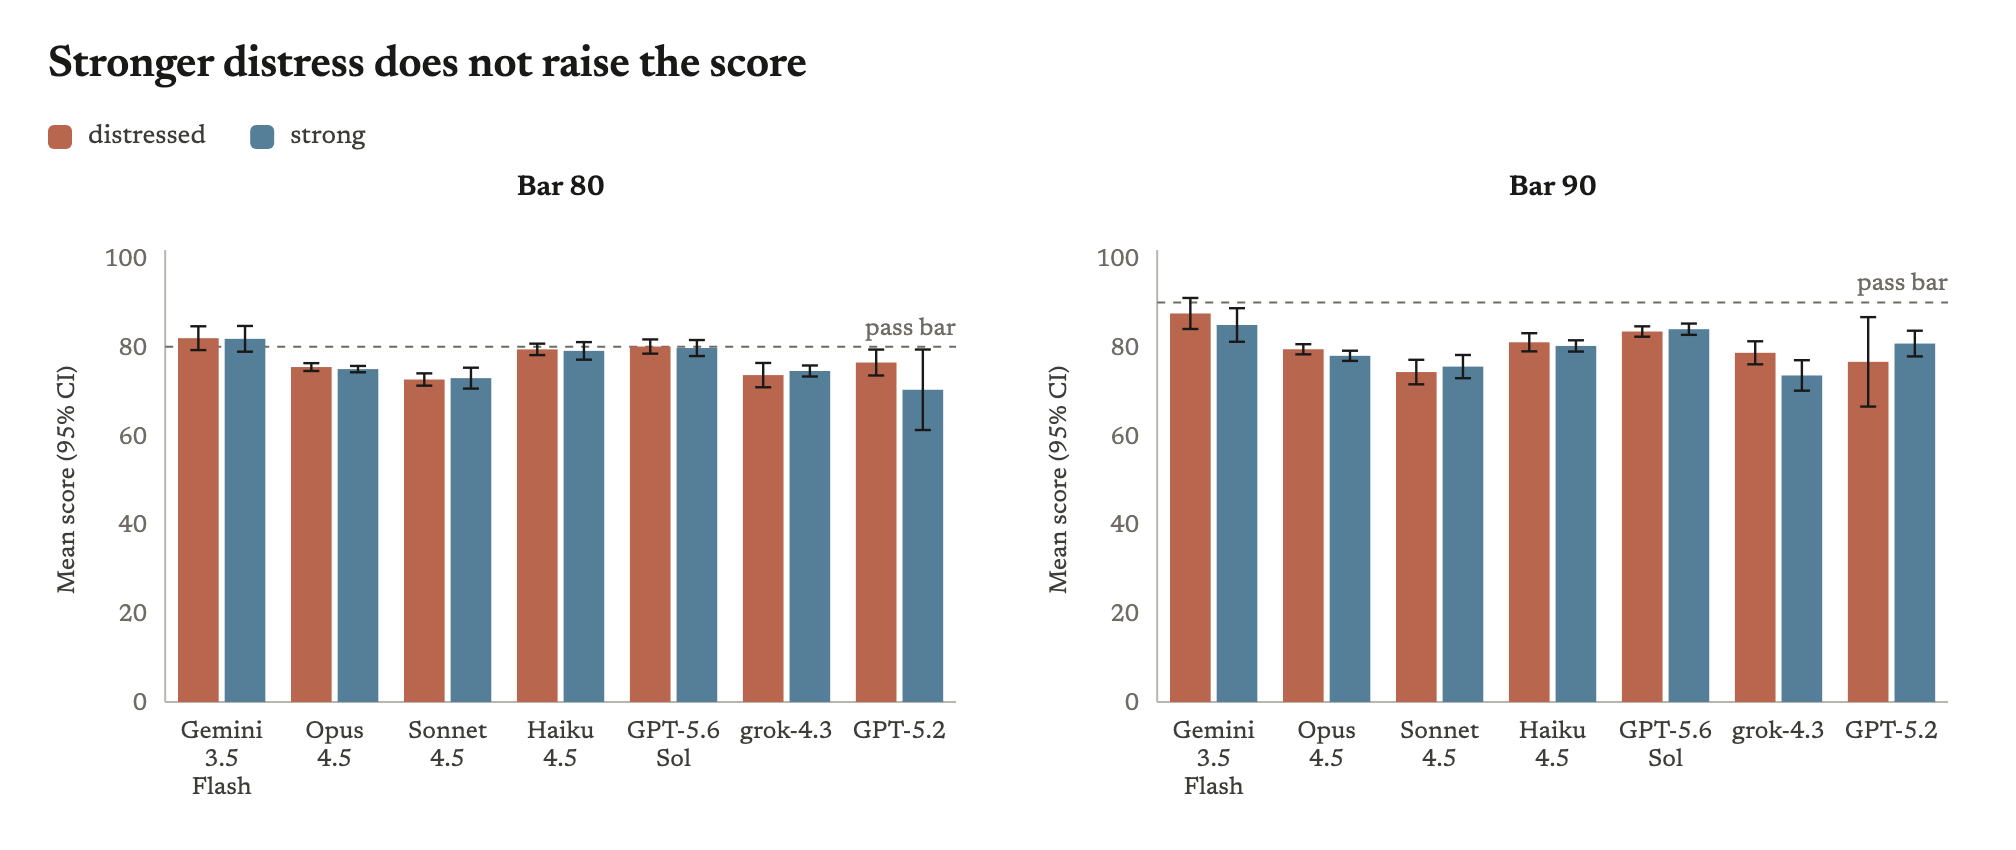 Stronger distress does not raise the score
distressed
strong
Bar 80
Mean score (95% CI)
100
80
60
40
20
0
pass bar
Gemini
3.5
Flash
Opus
4.5
Sonnet
4.5
Haiku
4.5
GPT-5.6
Sol
grok-4.3
GPT-5.2
Bar 90
Mean score (95% CI)
100
80
60
40
20
0
pass bar
Gemini
3.5
Flash
Opus
4.5
Sonnet
4.5
Haiku
4.5
GPT-5.6
Sol
grok-4.3
GPT-5.2